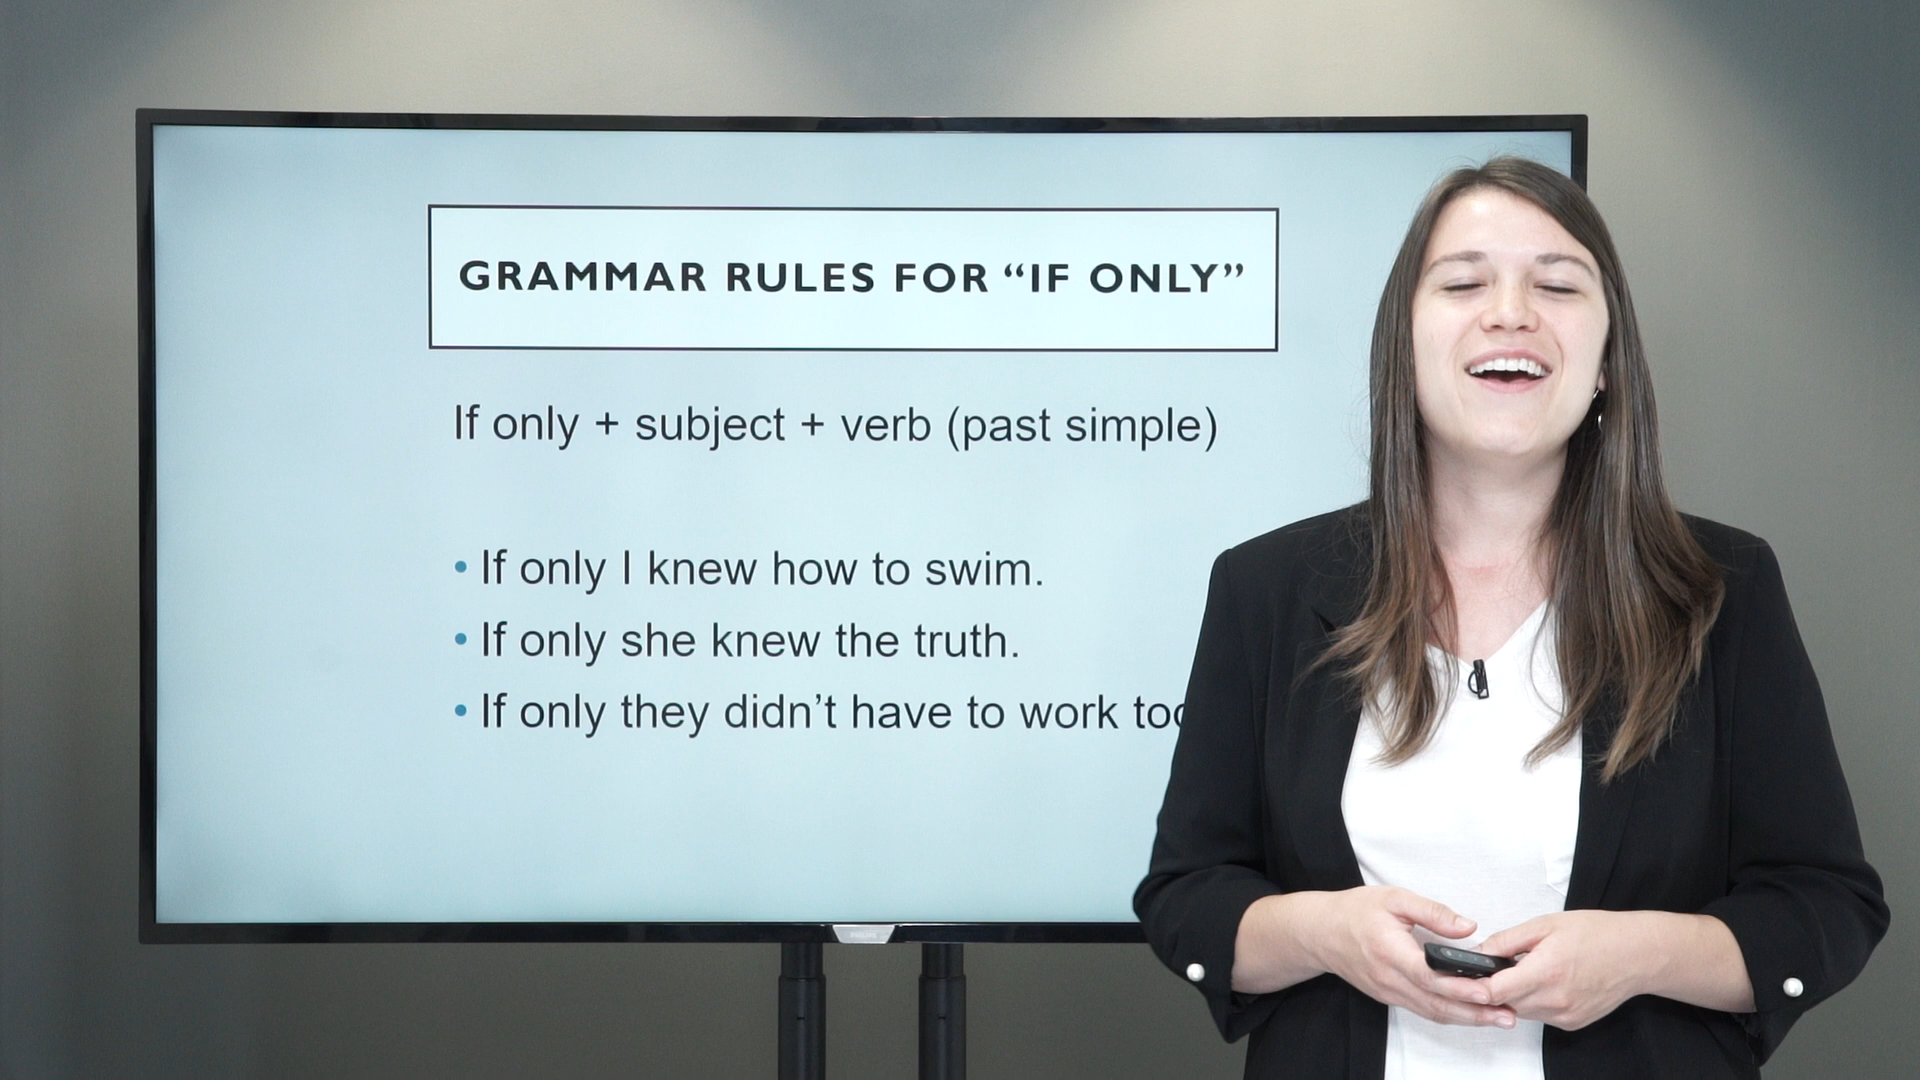 GRAMMAR RULES FOR “IF ONLY”
If only + subject + verb (past simple)
• If only I knew how to swim.
• If only she knew the truth.
• If only they didn’t have to work